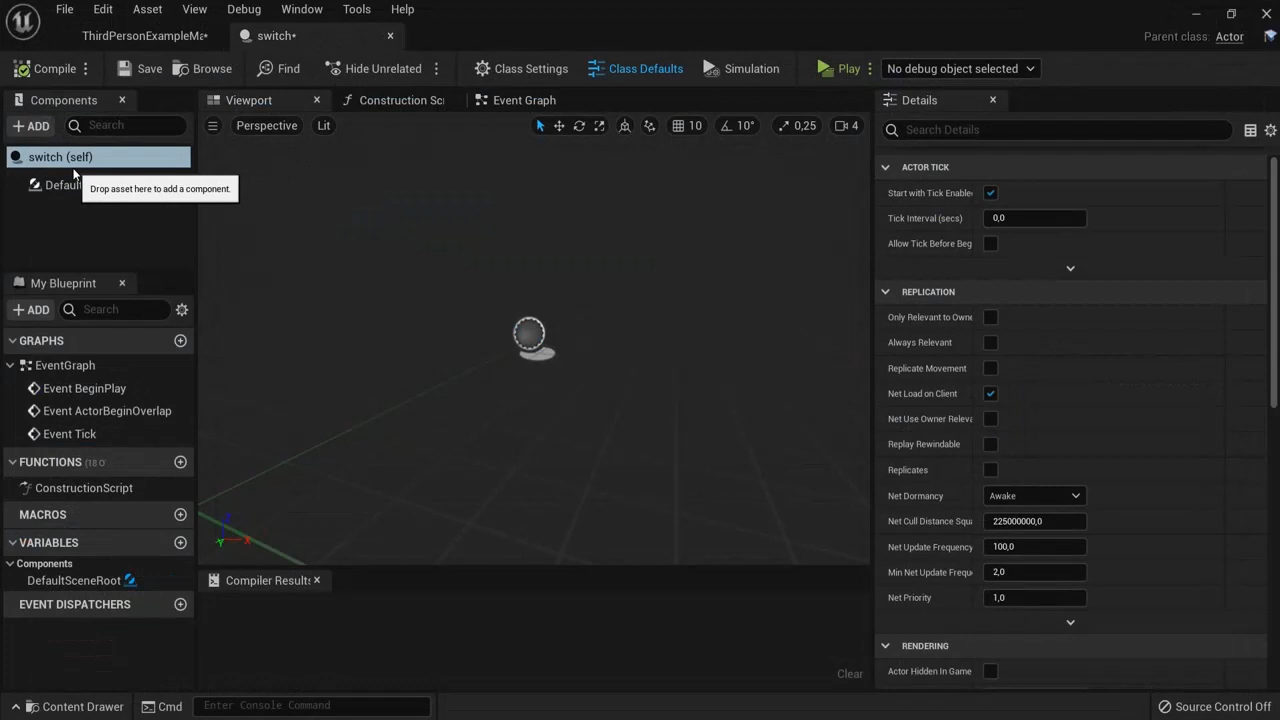 File Edit Asset View Debug Window Tools Help
ThirdPersonExampleMa*
switch*
Parent class: Actor
Compile
Save
Browse
Find
Hide Unrelated
Class Settings
Class Defaults
Simulation
Play
No debug object selected
Components
Viewport
Construction Sc
Event Graph
Details
ADD
Search
Perspective
Lit
10
10°
0,25
4
Search Details
switch (self)
Defaul
Drop asset here to add a component.
My Blueprint
ADD
Search
GRAPHS
EventGraph
Event BeginPlay
Event ActorBeginOverlap
Event Tick
FUNCTIONS (18 O
ConstructionScript
MACROS
VARIABLES
Components
DefaultSceneRoot
EVENT DISPATCHERS
Z
X
Y
Compiler Results
Clear
ACTOR TICK
Start with Tick Enable
Tick Interval (secs) 0,0
Allow Tick Before Beg
REPLICATION
Only Relevant to Owne
Always Relevant
Replicate Movement
Net Load on Client
Net Use Owner Releva
Replay Rewindable
Replicates
Net Dormancy Awake
Net Cull Distance Squa 225000000,0
Net Update Frequency 100,0
Min Net Update Frequ 2,0
Net Priority 1,0
RENDERING
Actor Hidden In Game
Content Drawer
Cmd
Enter Console Command
Source Control Off